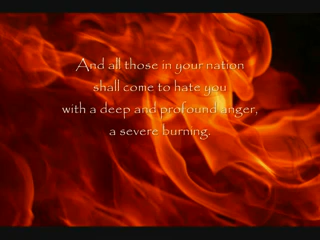 And all those in your nation
shall come to hate you
with a deep and profound anger,
a severe burning.